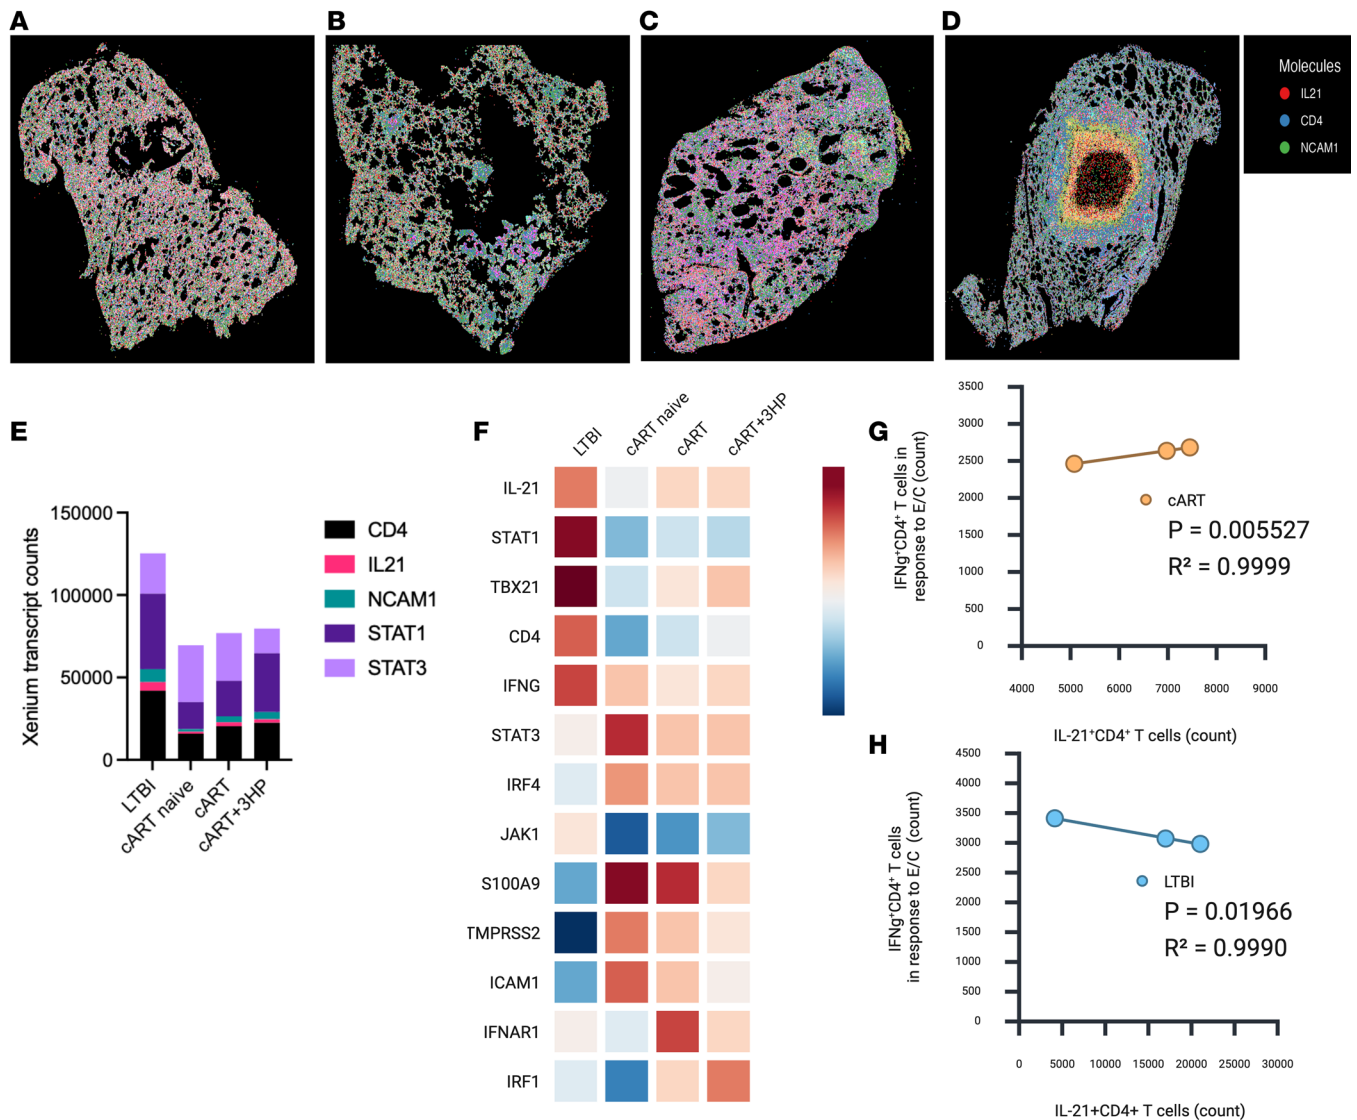 A
B
C
D
Molecules
IL21
CD4
NCAM1
E
150000
100000
50000
0
Xenium transcript counts
LTBI
cART naive
cART
cART+3HP
CD4
IL21
NCAM1
STAT1
STAT3
F
LTBI
cART naive
cART
cART+3HP
IL-21
STAT1
TBX21
CD4
IFNG
STAT3
IRF4
JAK1
S100A9
TMPRSS2
ICAM1
IFNAR1
IRF1
G
3500
3000
2500
2000
1500
1000
500
0
IFNg⁺CD4⁺ T cells in
response to E/C (count)
cART
P = 0.005527
R² = 0.9999
4000 5000 6000 7000 8000 9000
IL-21⁺CD4⁺ T cells (count)
H
4500
4000
3500
3000
2500
2000
1500
1000
500
0
IFNg⁺CD4⁺ T cells
in response to E/C (count)
LTBI
P = 0.01966
R² = 0.9990
0 5000 10000 15000 20000 25000 30000
IL-21+CD4+ T cells (count)